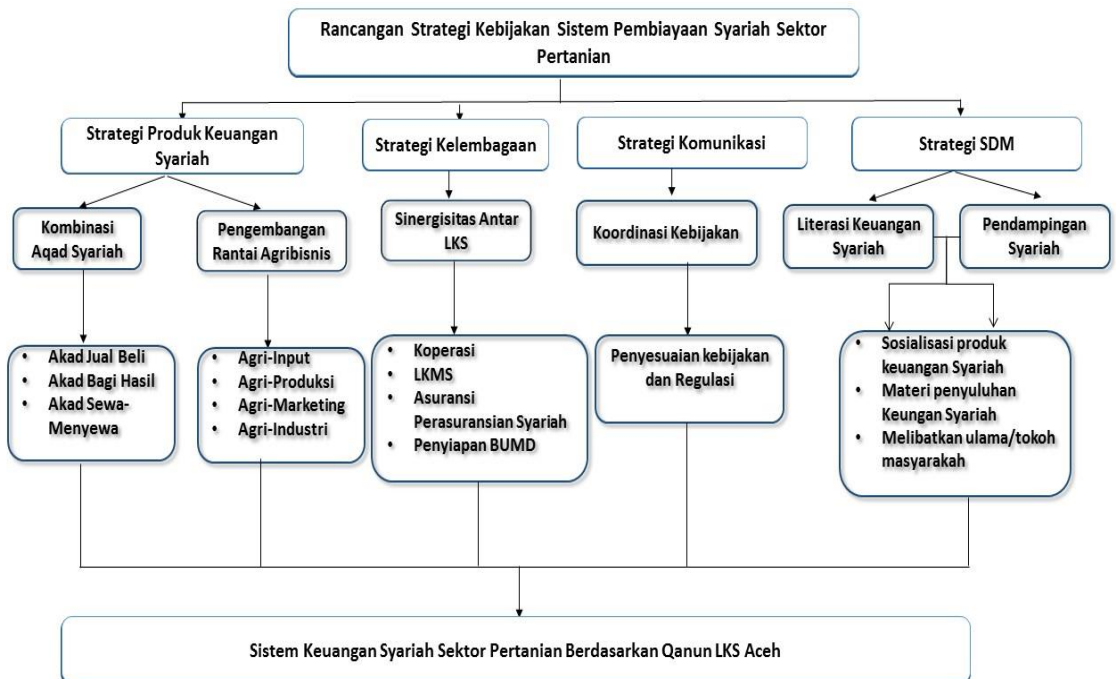 Rancangan Strategi Kebijakan Sistem Pembiayaan Syariah Sektor
Pertanian
Strategi Produk Keuangan
Syariah
Strategi Kelembagaan
Strategi Komunikasi
Strategi SDM
Kombinasi
Aqad Syariah
Pengembangan
Rantai Agribisnis
Sinergisitas Antar
LKS
Koordinasi Kebijakan
Literasi Keuangan
Syariah
Pendampingan
Syariah
• Akad Jual Beli
• Akad Bagi Hasil
• Akad Sewa-
Menyewa
• Agri-Input
• Agri-Produksi
• Agri-Marketing
• Agri-Industri
• Koperasi
• LKMS
• Asuransi
Perasuransian Syariah
• Penyiapan BUMD
Penyesuaian kebijakan
dan Regulasi
• Sosialisasi produk
keuangan Syariah
• Materi penyuluhan
Keungan Syariah
• Melibatkan ulama/tokoh
masyarakah
Sistem Keuangan Syariah Sektor Pertanian Berdasarkan Qanun LKS Aceh